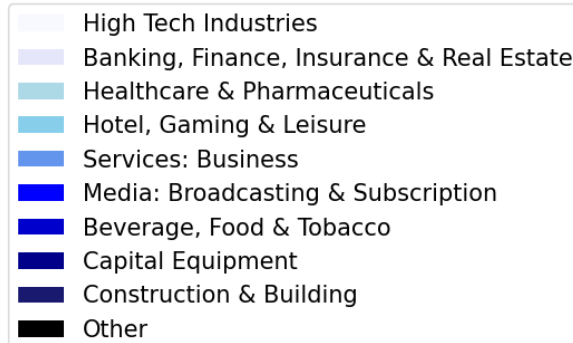 High Tech Industries
Banking, Finance, Insurance & Real Estate
Healthcare & Pharmaceuticals
Hotel, Gaming & Leisure
Services: Business
Media: Broadcasting & Subscription
Beverage, Food & Tobacco
Capital Equipment
Construction & Building
Other